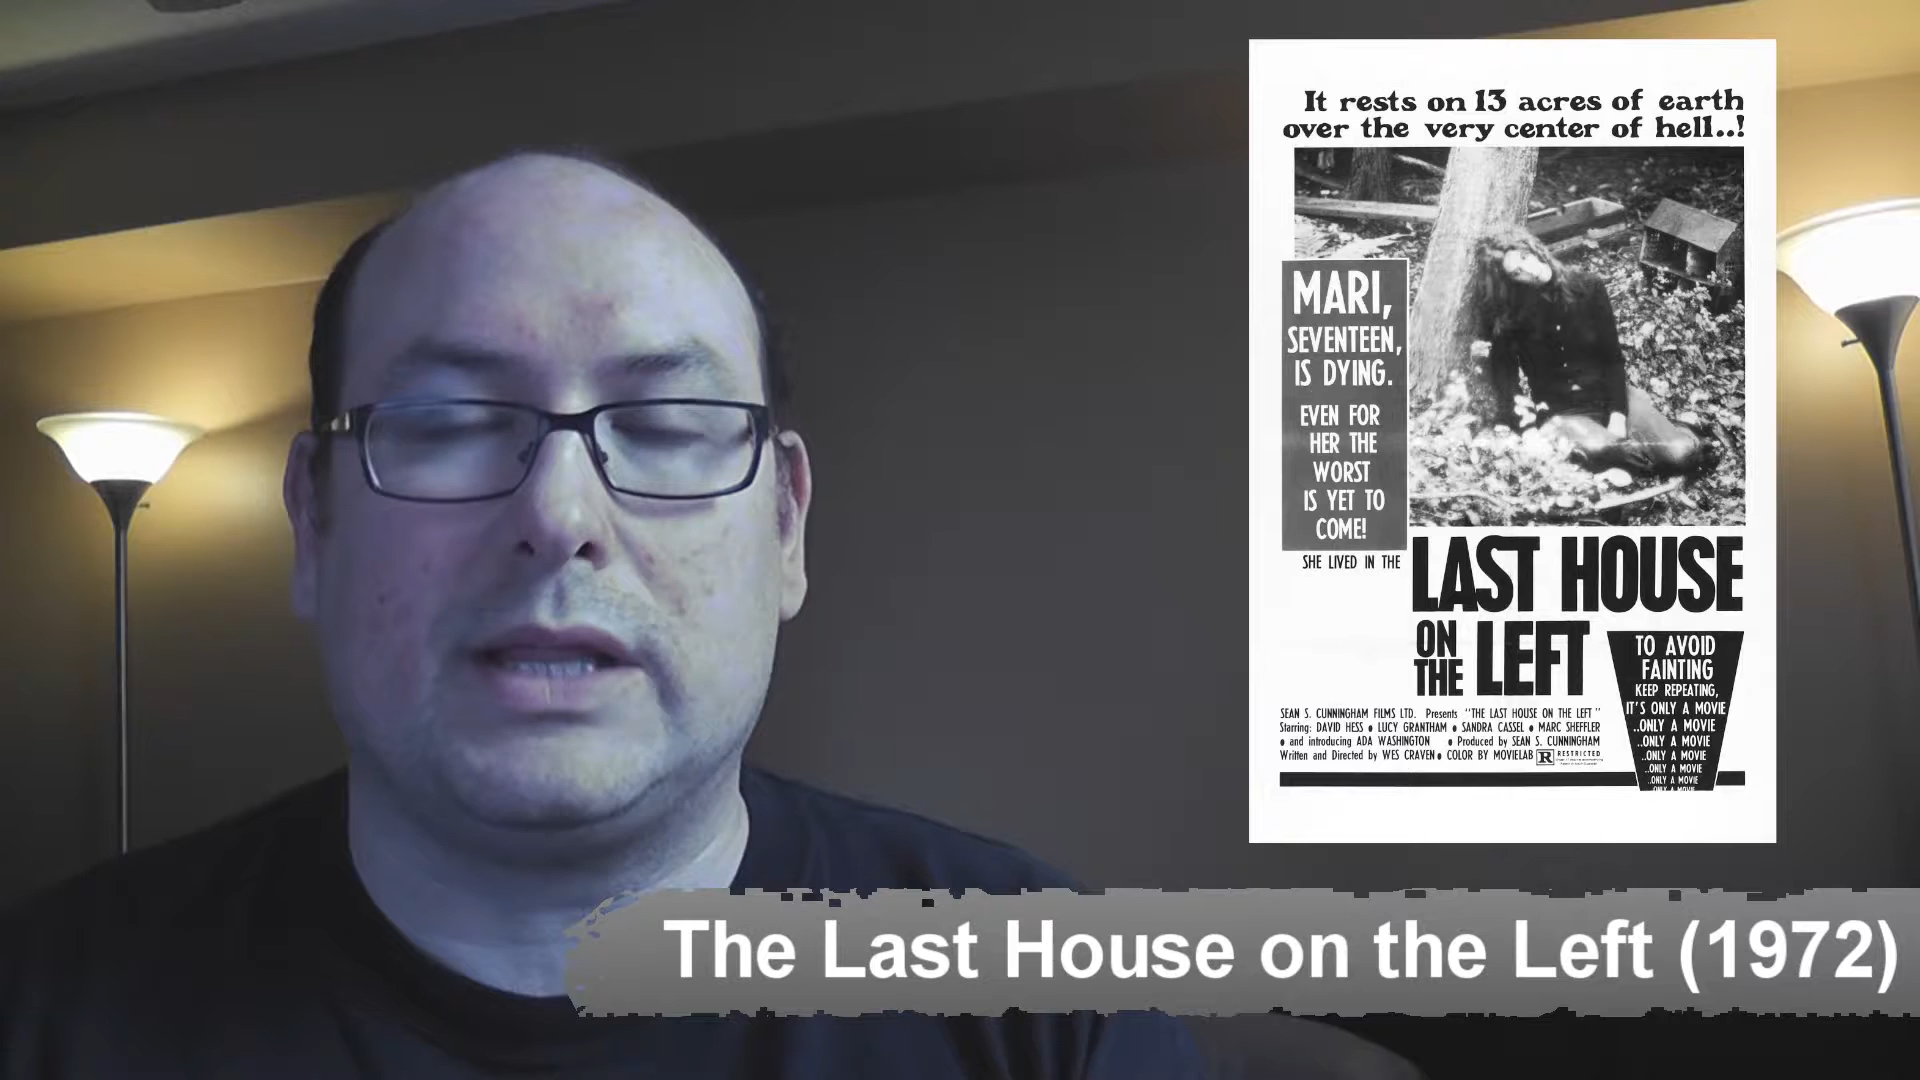 It rests on 13 acres of earth
over the very center of hell..!
MARI,
SEVENTEEN,
IS DYING.
EVEN FOR
HER THE
WORST
IS YET TO
COME!
SHE LIVED IN THE
LAST HOUSE
ON
THE LEFT
TO AVOID
FAINTING
KEEP REPEATING,
IT'S ONLY A MOVIE
..ONLY A MOVIE
..ONLY A MOVIE
..ONLY A MOVIE
..ONLY A MOVIE
..ONLY A MOVIE
ONLY A MOVIE
SEAN S. CUNNINGHAM FILMS LTD. Presents "THE LAST HOUSE ON THE LEFT"
Starring: DAVID HESS • LUCY GRANTHAM • SANDRA CASSEL • MARC SHEFFLER
• and introducing ADA WASHINGTON • Produced by SEAN S. CUNNINGHAM
Written and Directed by WES CRAVEN • COLOR BY MOVIELAB R RESTRICTED
The Last House on the Left (1972)